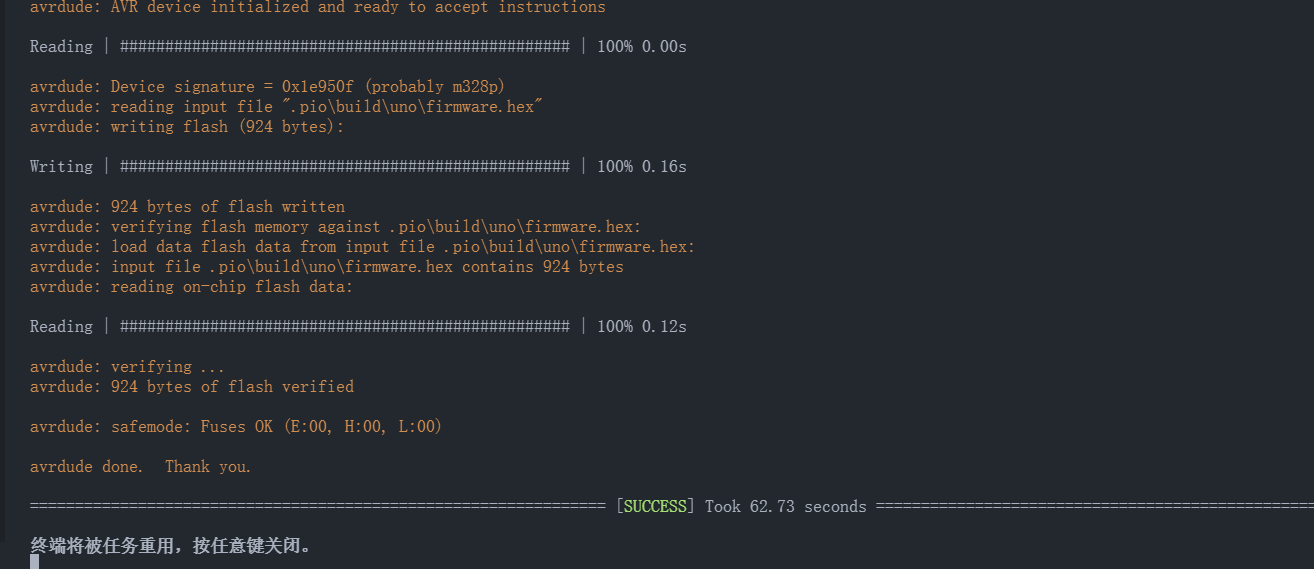 avrdude: AVR device initialized and ready to accept instructions
Reading | ################################################## | 100% 0.00s
avrdude: Device signature = 0x1e950f (probably m328p)
avrdude: reading input file ".pio\build\uno\firmware.hex"
avrdude: writing flash (924 bytes):
Writing | ################################################## | 100% 0.16s
avrdude: 924 bytes of flash written
avrdude: verifying flash memory against .pio\build\uno\firmware.hex:
avrdude: load data flash data from input file .pio\build\uno\firmware.hex:
avrdude: input file .pio\build\uno\firmware.hex contains 924 bytes
avrdude: reading on-chip flash data:
Reading | ################################################## | 100% 0.12s
avrdude: verifying ...
avrdude: 924 bytes of flash verified
avrdude: safemode: Fuses OK (E:00, H:00, L:00)
avrdude done.  Thank you.
================================================================ [SUCCESS] Took 62.73 seconds =================================================
终端将被任务重用，按任意键关闭。